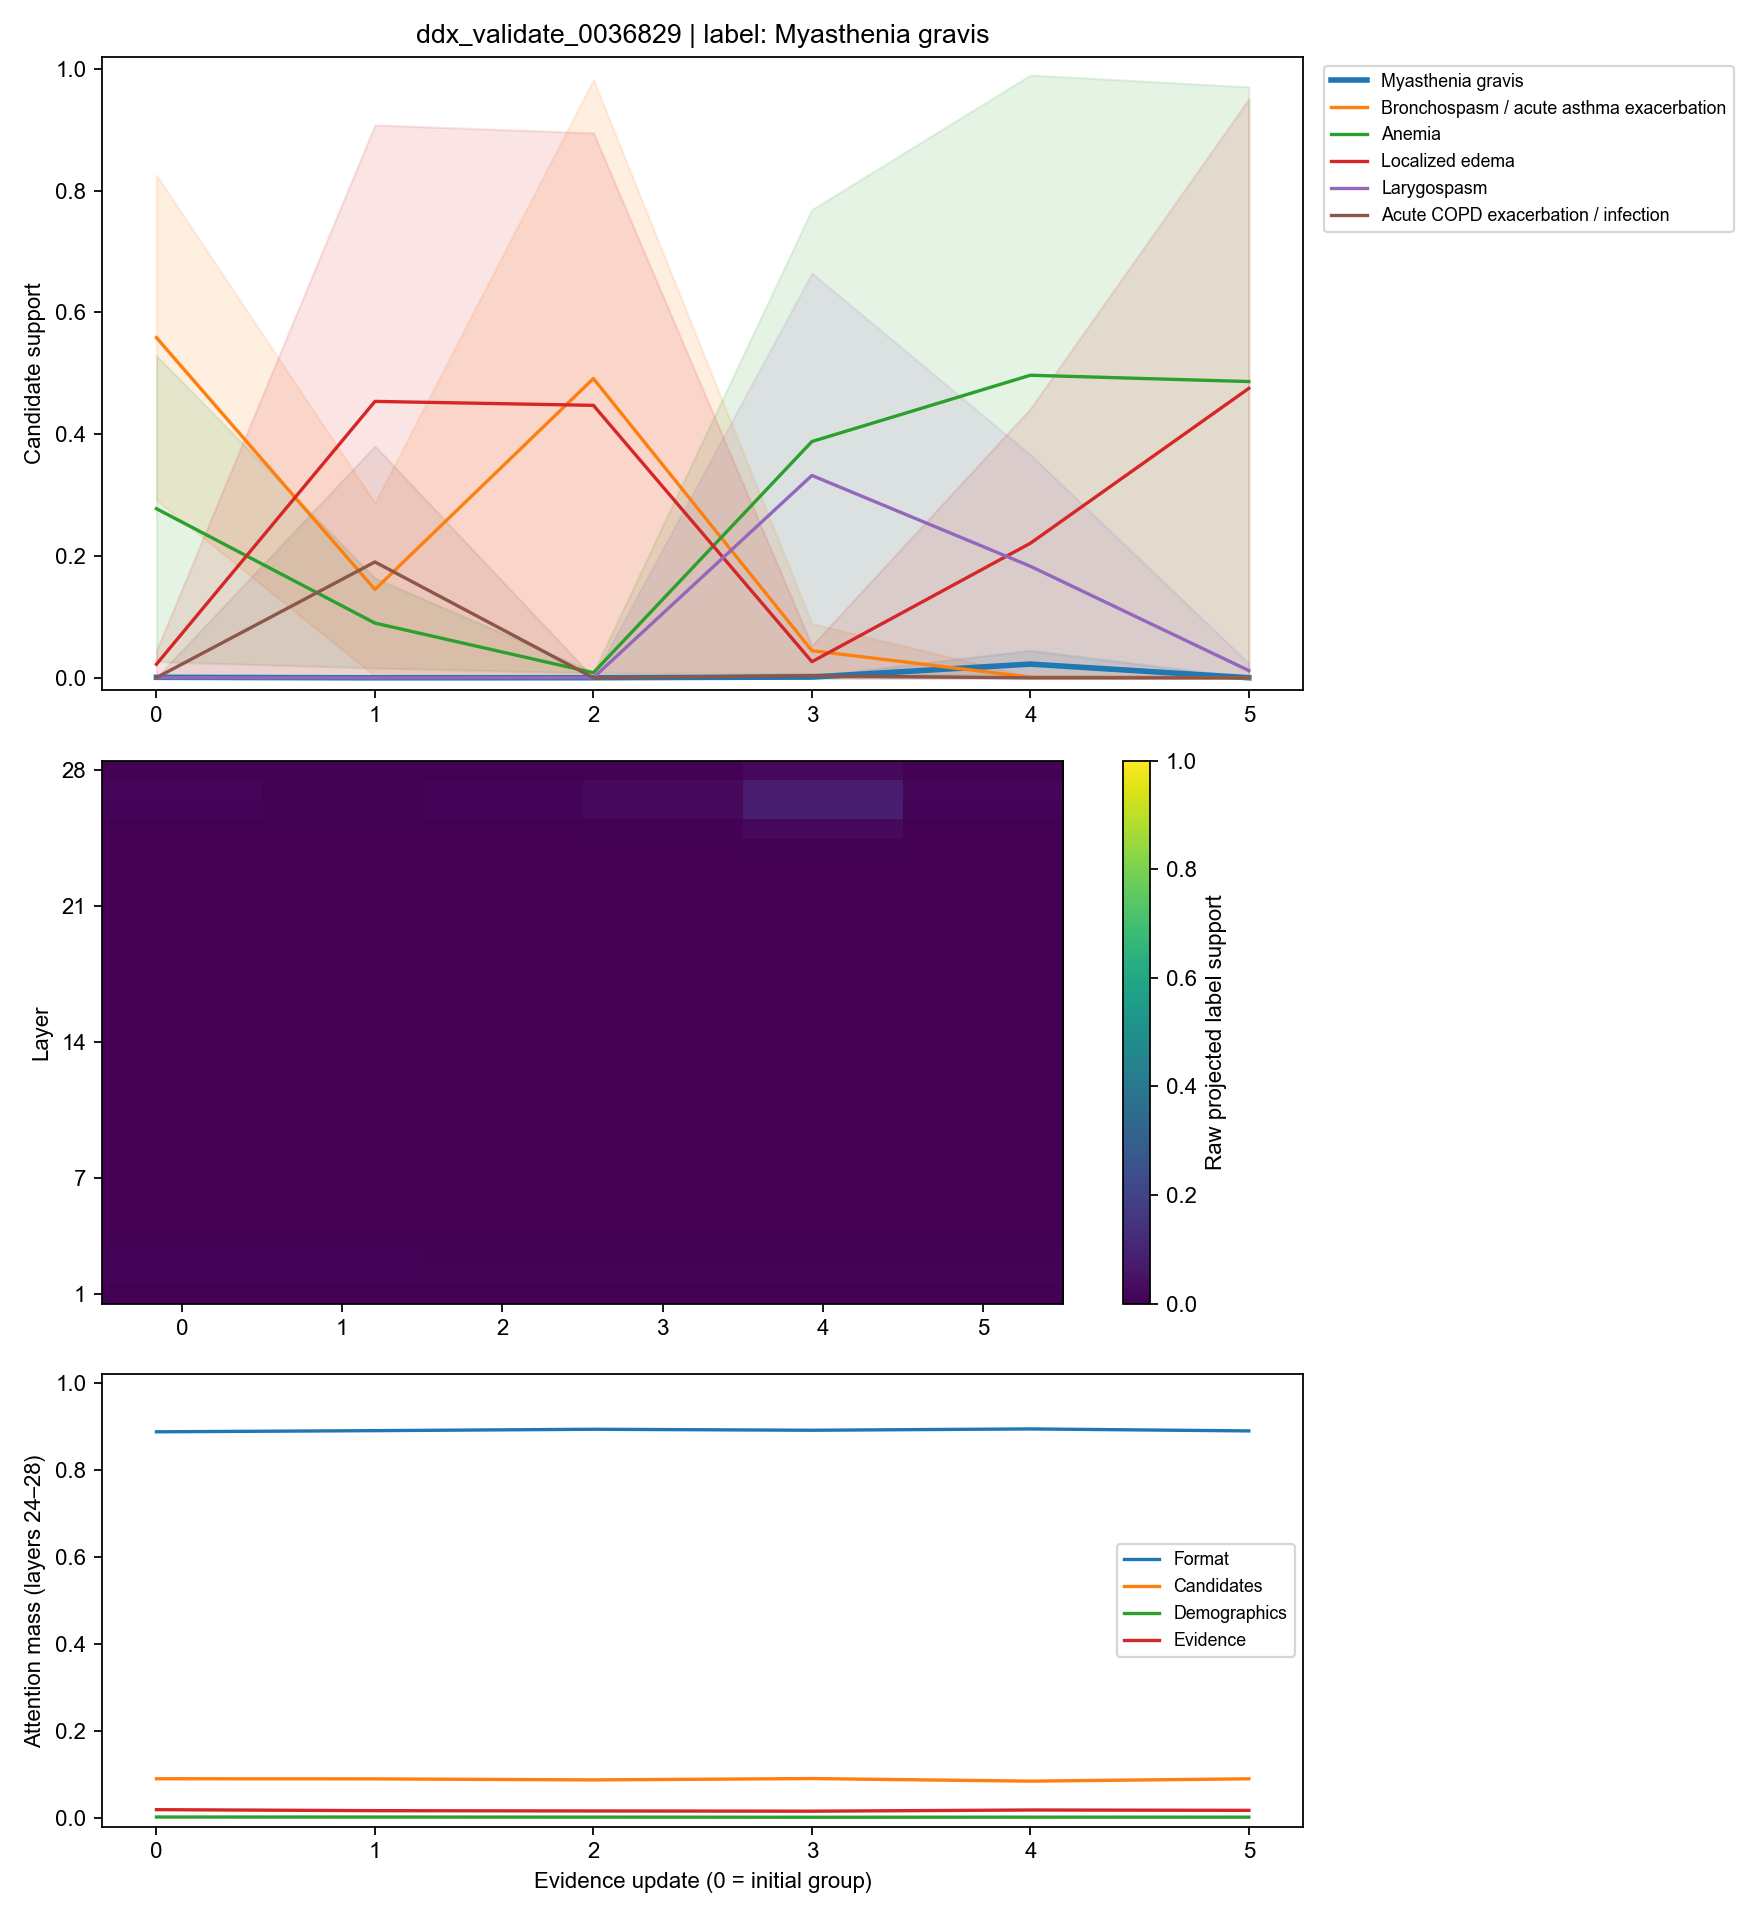 ddx_validate_0036829 | label: Myasthenia gravis
Candidate support
1.0
0.8
0.6
0.4
0.2
0.0
0 1 2 3 4 5
Myasthenia gravis
Bronchospasm / acute asthma exacerbation
Anemia
Localized edema
Larygospasm
Acute COPD exacerbation / infection
Layer
28
21
14
7
1
0 1 2 3 4 5
1.0
0.8
0.6
0.4
0.2
0.0
Raw projected label support
Attention mass (layers 24–28)
1.0
0.8
0.6
0.4
0.2
0.0
Format
Candidates
Demographics
Evidence
0 1 2 3 4 5
Evidence update (0 = initial group)